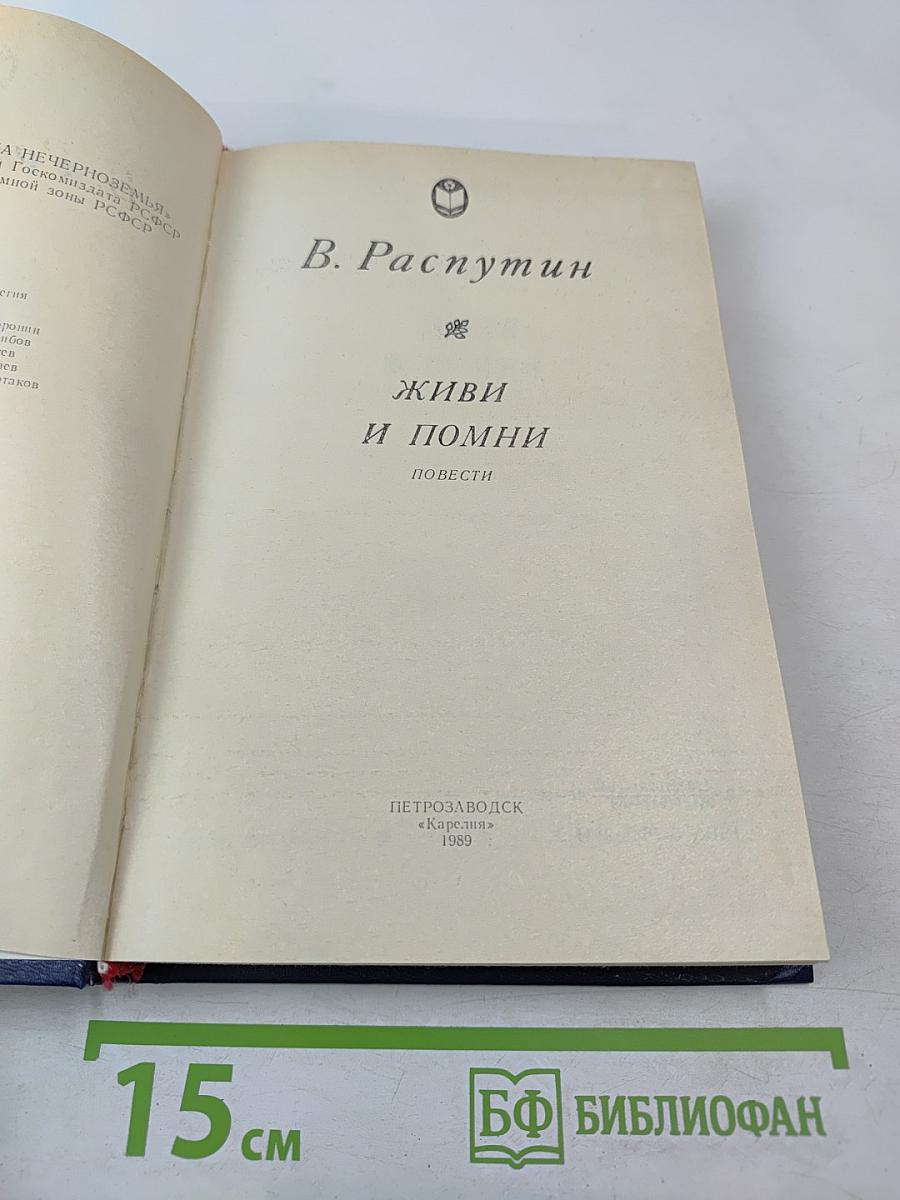 А НЕЧЕРНОЗЕМЬЯ»
Госкомиздата РСФСР
мной зоны РСФСР
В. Распутин
ЖИВИ
И ПОМНИ
ПОВЕСТИ
ПЕТРОЗАВОДСК
«Карелия»
1989
15 см
БФ БИБЛИОФАН